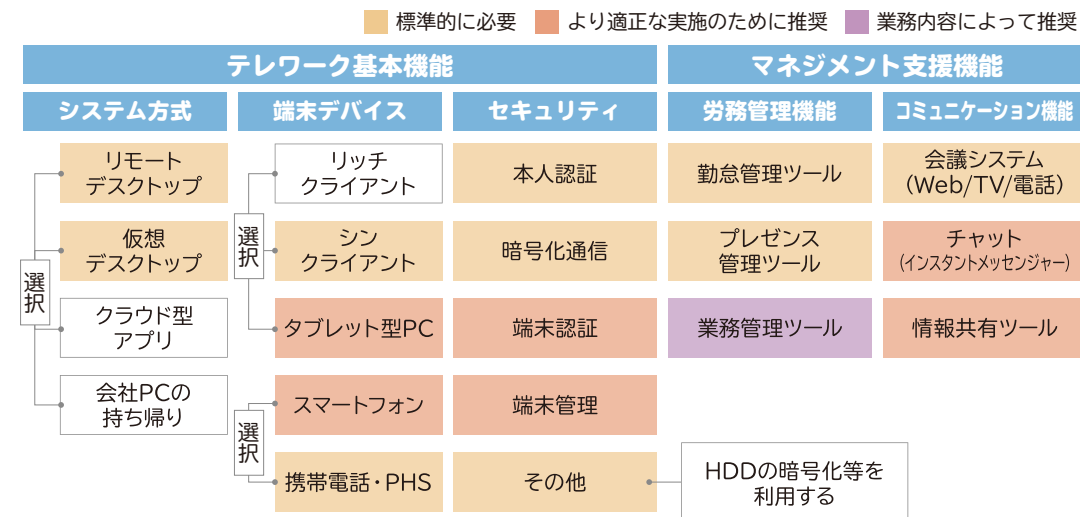 標準的に必要 より適正な実施のために推奨 業務内容によって推奨
テレワーク基本機能 マネジメント支援機能
システム方式 端末デバイス セキュリティ 労務管理機能 コミュニケーション機能
リモート
デスクトップ
仮想
デスクトップ
クラウド型
アプリ
会社PCの
持ち帰り
選択
リッチ
クライアント
シン
クライアント
タブレット型PC
選択
スマートフォン
携帯電話・PHS
選択
本人認証
暗号化通信
端末認証
端末管理
その他
HDDの暗号化等を
利用する
勤怠管理ツール
プレゼンス
管理ツール
業務管理ツール
会議システム
(Web/TV/電話)
チャット
(インスタントメッセンジャー)
情報共有ツール